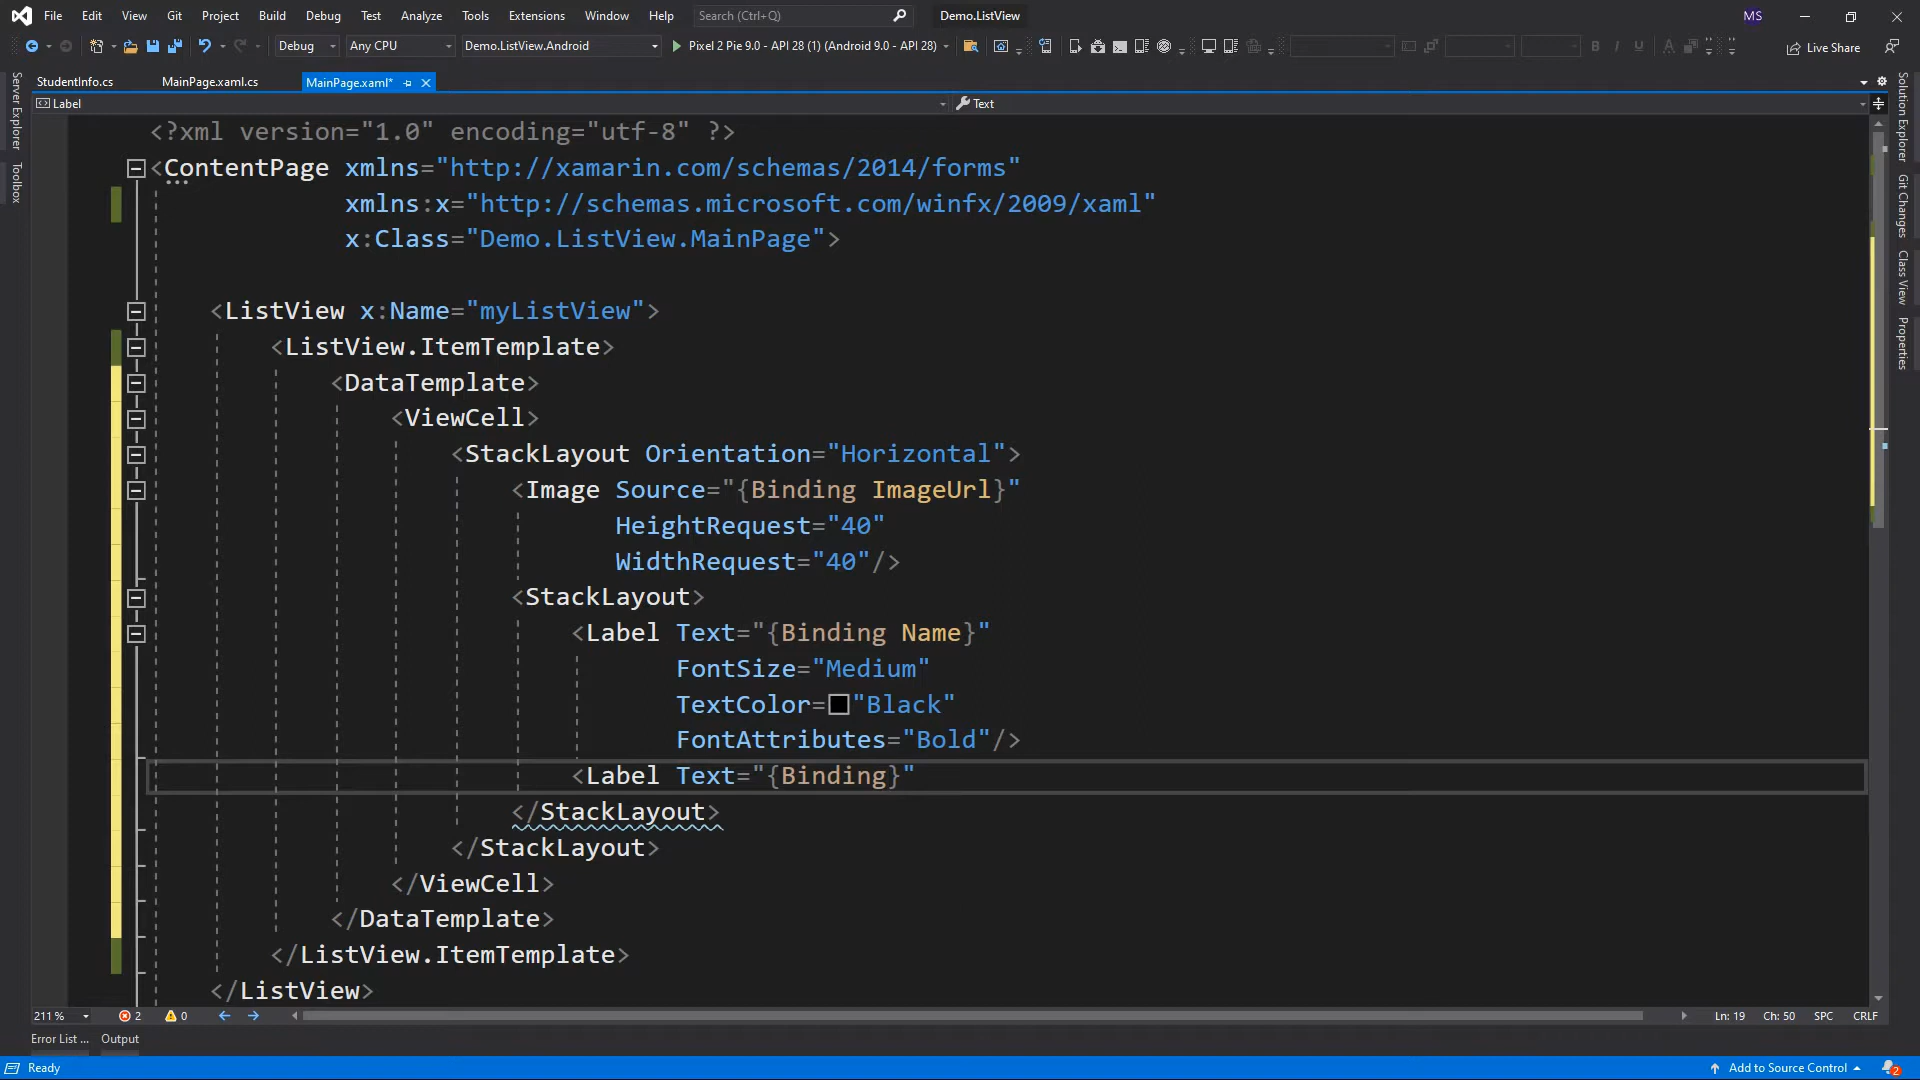 File Edit View Git Project Build Debug Test Analyze Tools Extensions Window Help Search (Ctrl+Q) Demo.ListView MS
Debug Any CPU Demo.ListView.Android Pixel 2 Pie 9.0 - API 28 (1) (Android 9.0 - API 28) Live Share
StudentInfo.cs MainPage.xaml.cs MainPage.xaml*
Label Text
Server Explorer
Toolbox
<?xml version="1.0" encoding="utf-8" ?>
<ContentPage xmlns="http://xamarin.com/schemas/2014/forms"
xmlns:x="http://schemas.microsoft.com/winfx/2009/xaml"
x:Class="Demo.ListView.MainPage">
<ListView x:Name="myListView">
<ListView.ItemTemplate>
<DataTemplate>
<ViewCell>
<StackLayout Orientation="Horizontal">
<Image Source="{Binding ImageUrl}"
HeightRequest="40"
WidthRequest="40"/>
<StackLayout>
<Label Text="{Binding Name}"
FontSize="Medium"
TextColor="Black"
FontAttributes="Bold"/>
<Label Text="{Binding}"
</StackLayout>
</StackLayout>
</ViewCell>
</DataTemplate>
</ListView.ItemTemplate>
</ListView>
Solution Explorer
Git Changes
Class View
Properties
211 % 2 0 Ln: 19 Ch: 50 SPC CRLF
Error List ... Output
Ready Add to Source Control 2